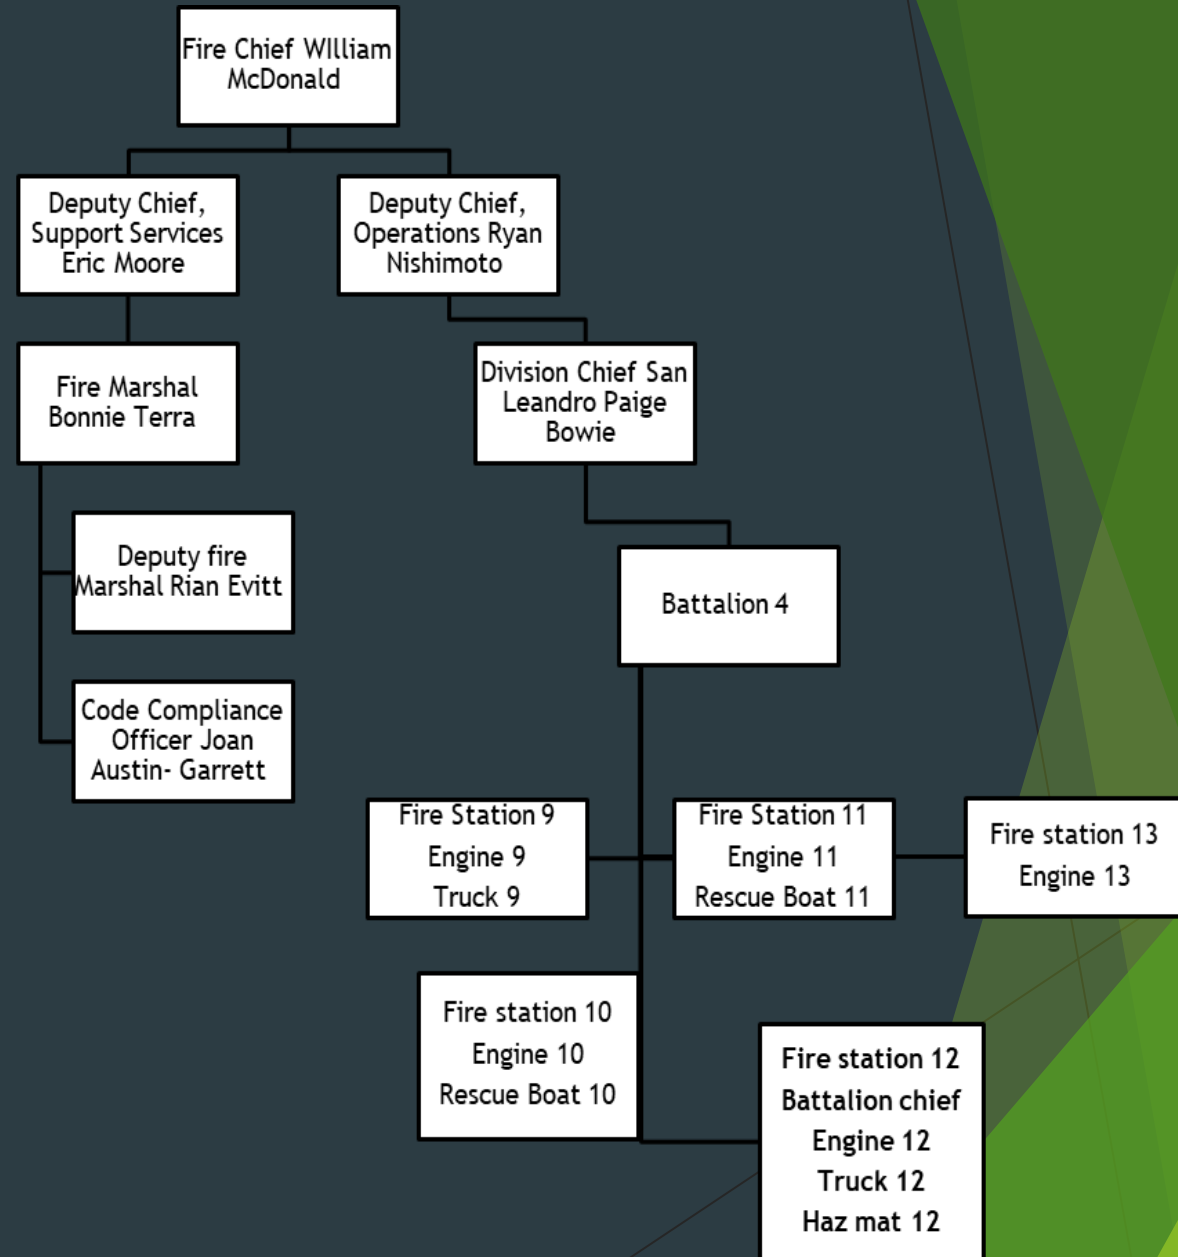 Fire Chief WIlliam
McDonald
Deputy Chief,
Support Services
Eric Moore
Deputy Chief,
Operations Ryan
Nishimoto
Fire Marshal
Bonnie Terra
Division Chief San
Leandro Paige
Bowie
Deputy fire
Marshal Rian Evitt
Battalion 4
Code Compliance
Officer Joan
Austin- Garrett
Fire Station 9
Engine 9
Truck 9
Fire Station 11
Engine 11
Rescue Boat 11
Fire station 13
Engine 13
Fire station 10
Engine 10
Rescue Boat 10
Fire station 12
Battalion chief
Engine 12
Truck 12
Haz mat 12